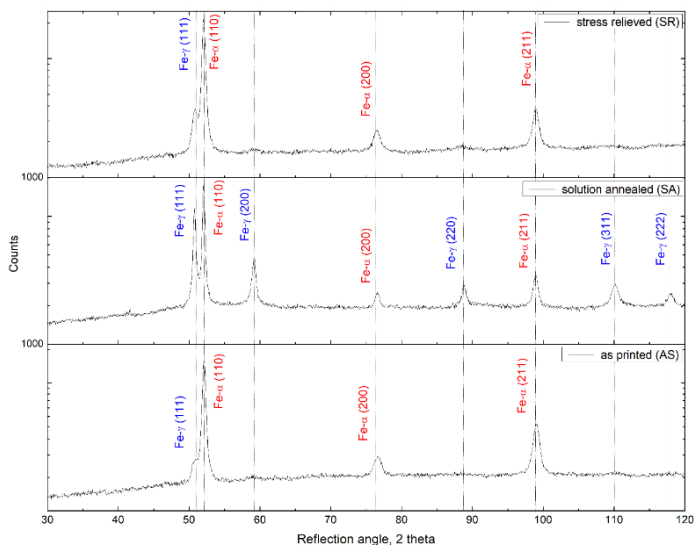 stress relieved (SR)
Fe-γ (111)
Fe-α (110)
Fe-α (200)
Fe-α (211)
1000
solution annealed (SA)
Fe-γ (111)
Fe-α (110)
Fe-γ (200)
Fe-α (200)
Fe-γ (220)
Fe-α (211)
Fe-γ (311)
Fe-γ (222)
Counts
1000
as printed (AS)
Fe-γ (111)
Fe-α (110)
Fe-α (200)
Fe-α (211)
30 40 50 60 70 80 90 100 110 120
Reflection angle, 2 theta